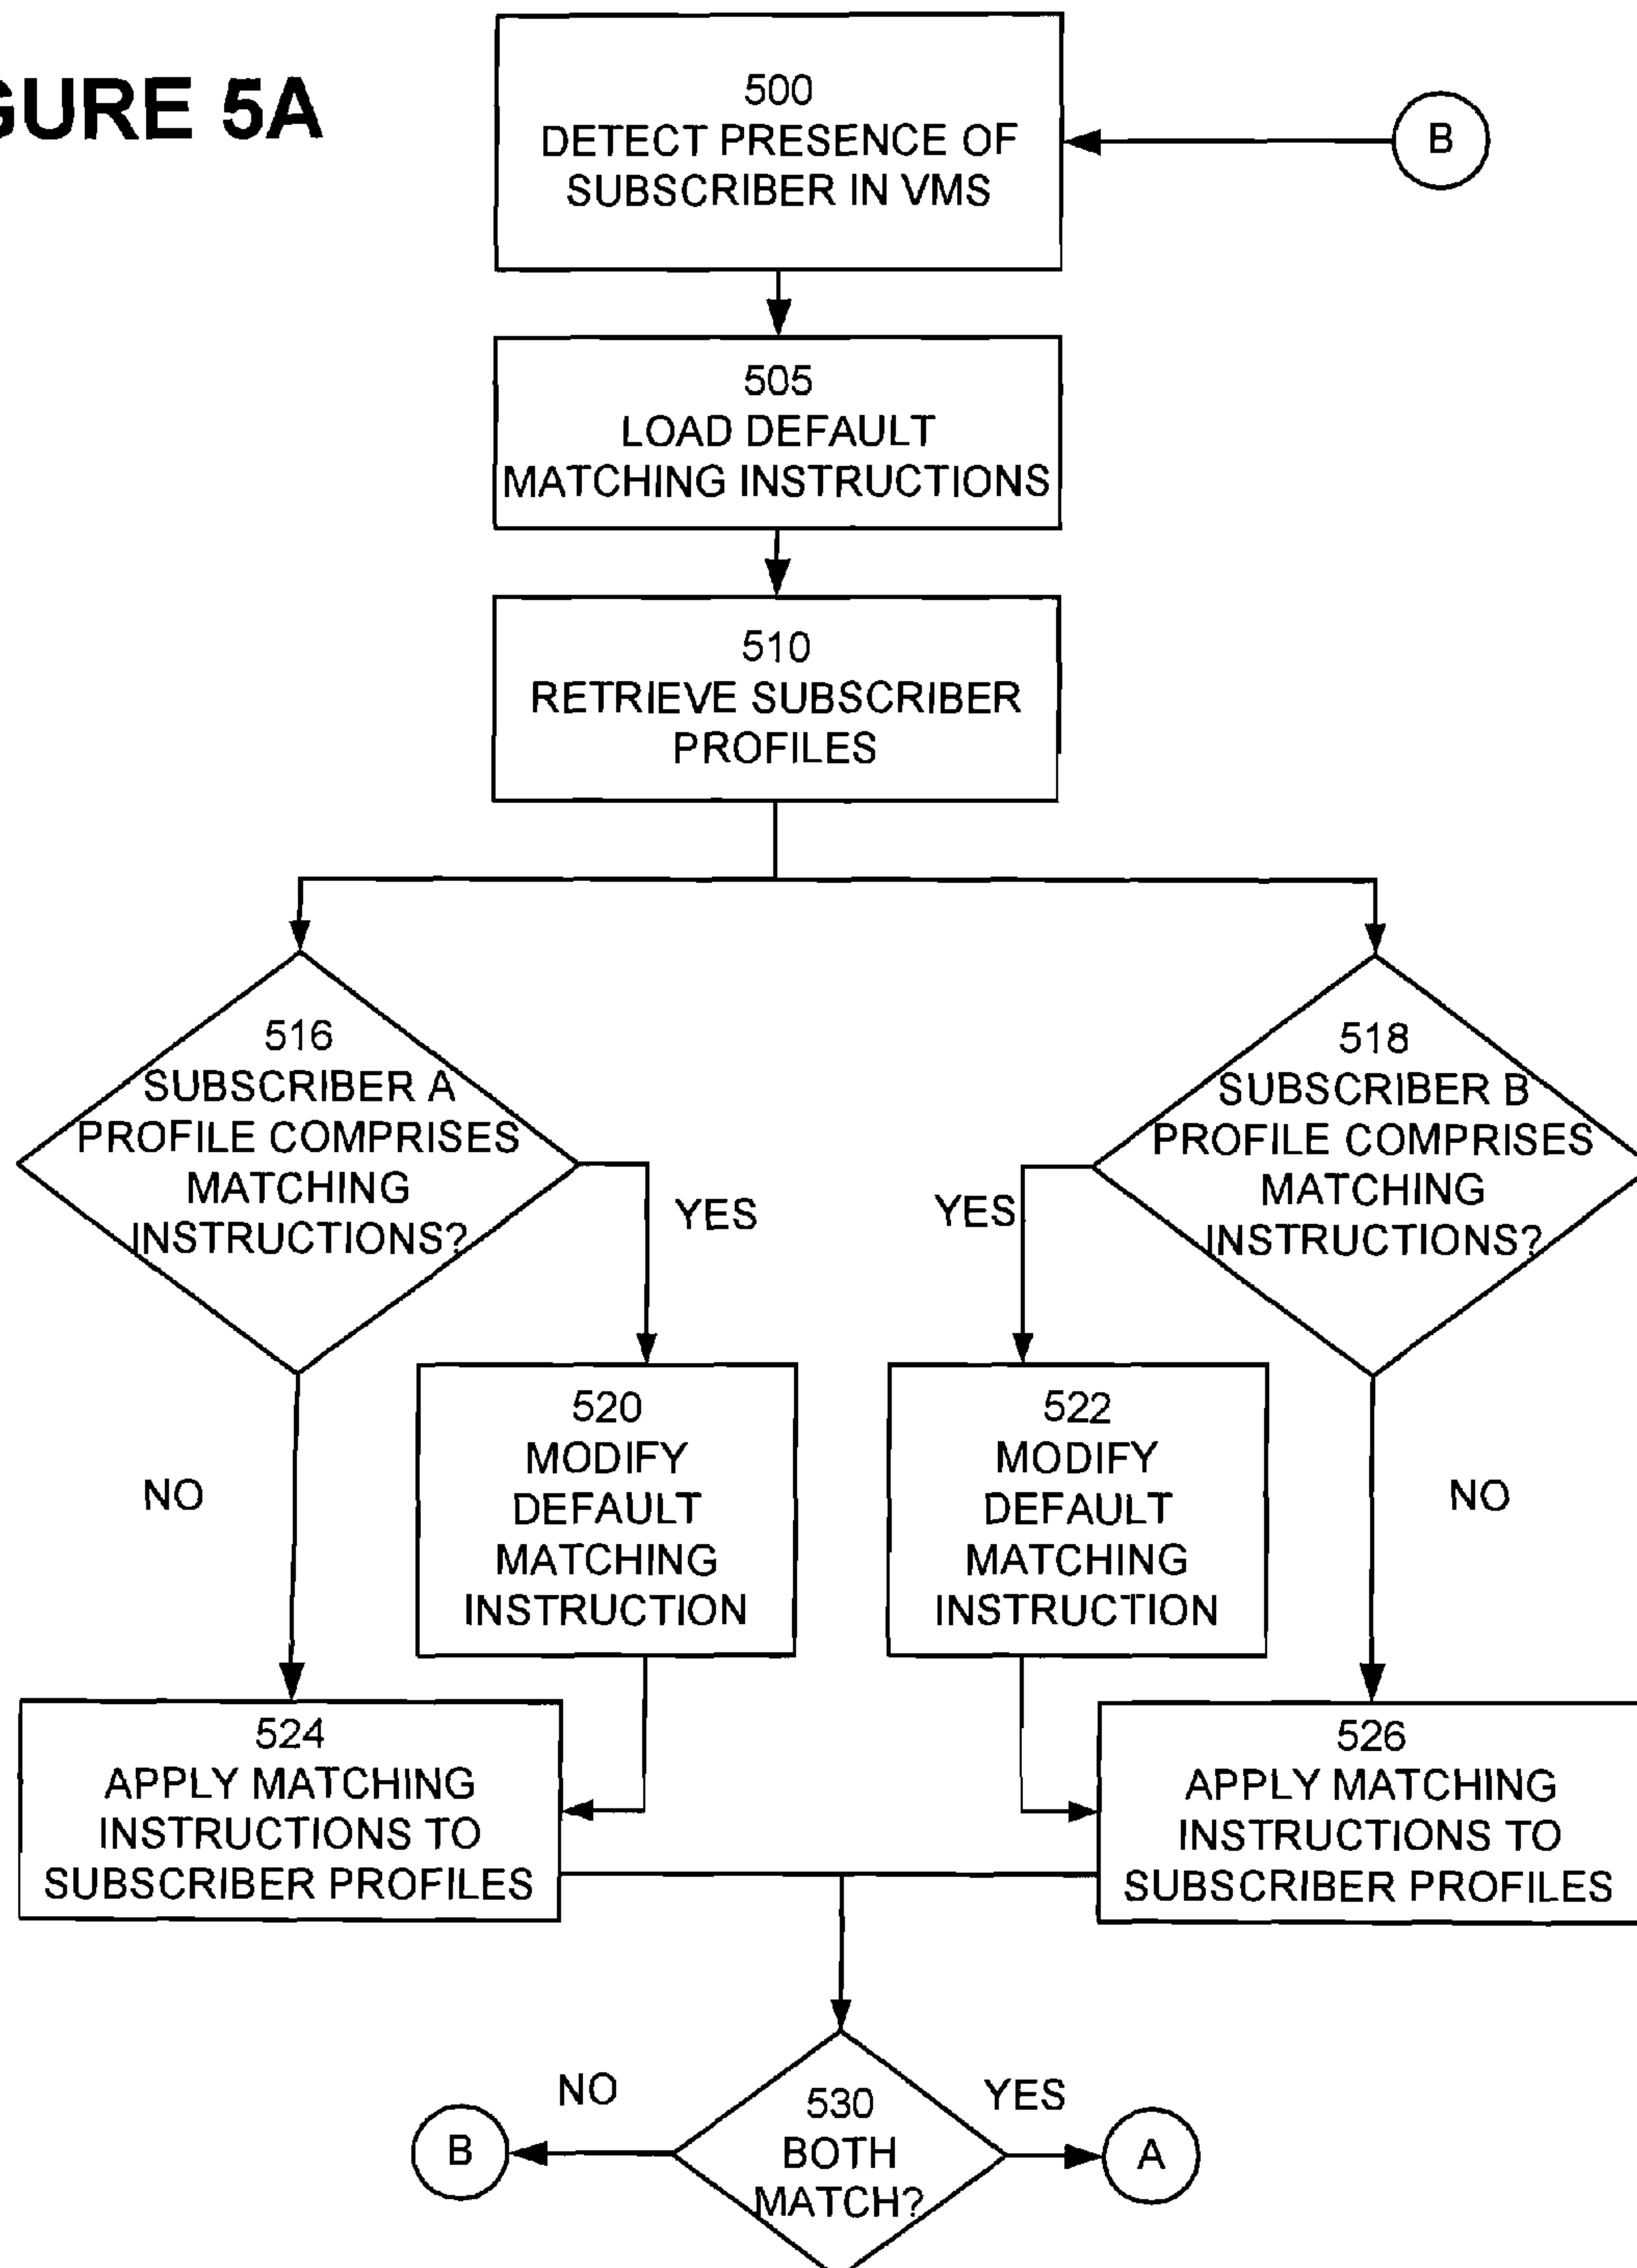 GURE 5A
500
DETECT PRESENCE OF
SUBSCRIBER IN VMS
B
505
LOAD DEFAULT
MATCHING INSTRUCTIONS
510
RETRIEVE SUBSCRIBER
PROFILES
516
SUBSCRIBER A
PROFILE COMPRISES
MATCHING
INSTRUCTIONS?
YES
NO
518
SUBSCRIBER B
PROFILE COMPRISES
MATCHING
INSTRUCTIONS?
YES
NO
520
MODIFY
DEFAULT
MATCHING
INSTRUCTION
522
MODIFY
DEFAULT
MATCHING
INSTRUCTION
524
APPLY MATCHING
INSTRUCTIONS TO
SUBSCRIBER PROFILES
526
APPLY MATCHING
INSTRUCTIONS TO
SUBSCRIBER PROFILES
530
BOTH
MATCH?
NO
B
YES
A